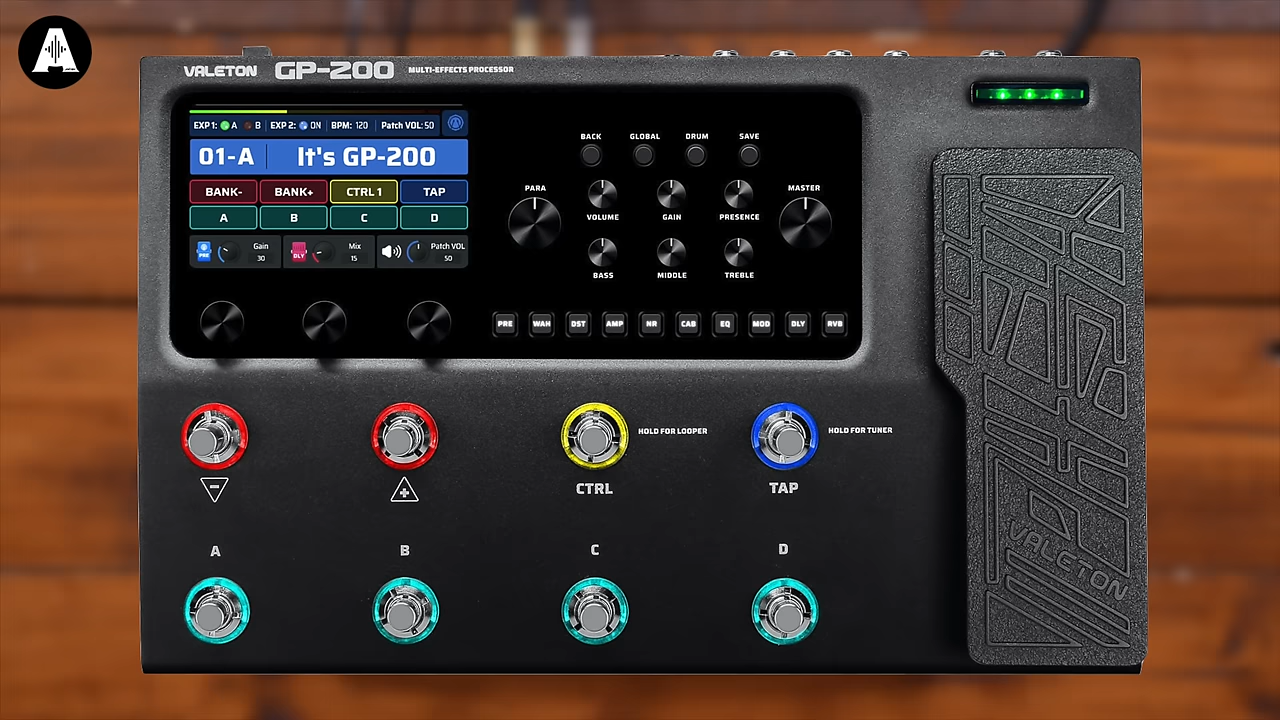 A
VALETON GP-200 MULTI-EFFECTS PROCESSOR
EXP 1: A B EXP 2: ON BPM: 120 Patch VOL: 50
01-A It's GP-200
BANK- BANK+ CTRL 1 TAP
A B C D
PRE Gain 30 DLY Mix 15 Patch VOL 50
BACK GLOBAL DRUM SAVE
PARA MASTER
VOLUME GAIN PRESENCE
BASS MIDDLE TREBLE
PRE WAH DST AMP NR CAB EQ MOD DLY RVB
HOLD FOR LOOPER HOLD FOR TUNER
- + CTRL TAP
A B C D
VALETON